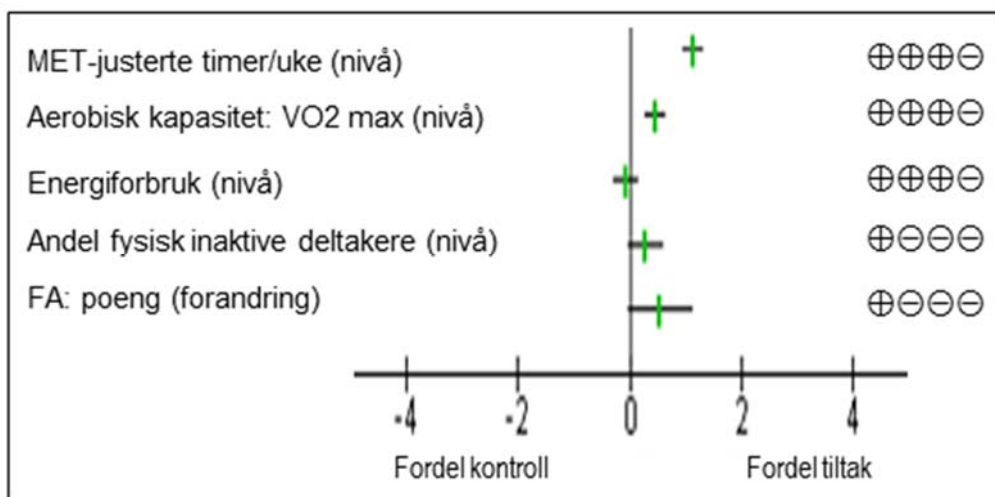 MET-justerte timer/uke (nivå) ⊕⊕⊕⊖
Aerobisk kapasitet: VO2 max (nivå) ⊕⊕⊕⊖
Energiforbruk (nivå) ⊕⊕⊕⊖
Andel fysisk inaktive deltakere (nivå) ⊕⊖⊖⊖
FA: poeng (forandring) ⊕⊖⊖⊖
-4 -2 0 2 4
Fordel kontroll Fordel tiltak